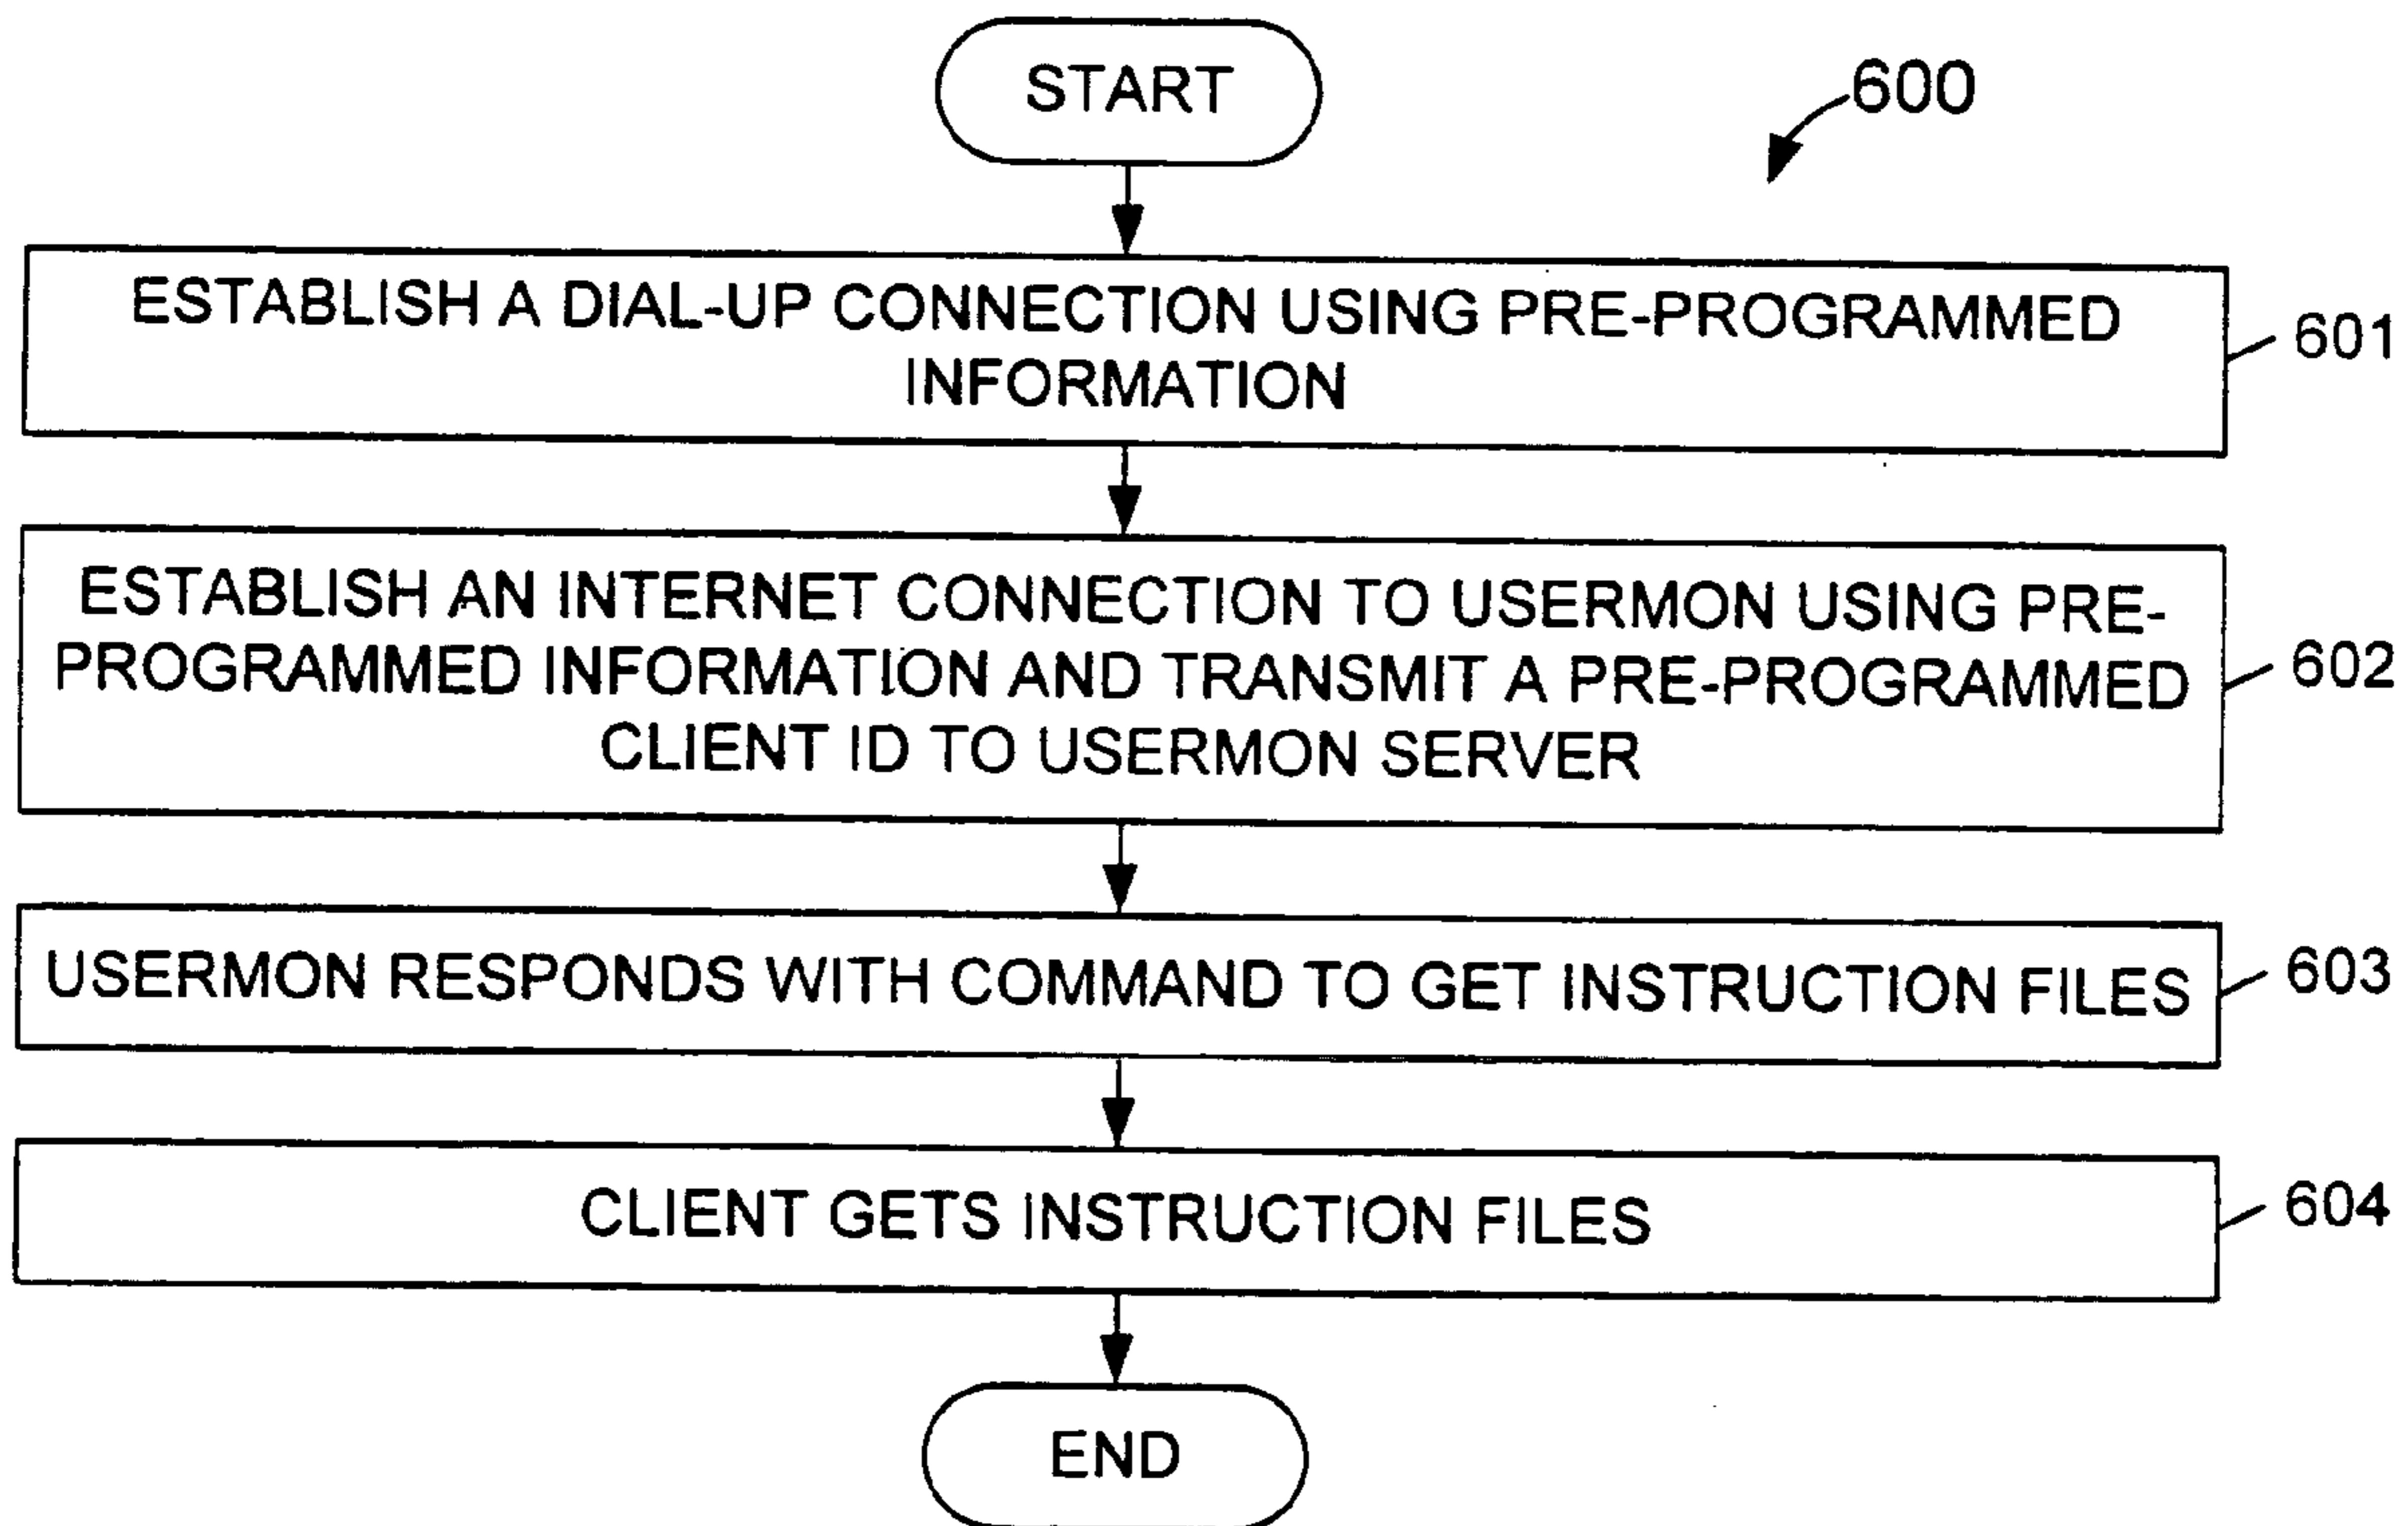 START
600
ESTABLISH A DIAL-UP CONNECTION USING PRE-PROGRAMMED
INFORMATION
601
ESTABLISH AN INTERNET CONNECTION TO USERMON USING PRE-
PROGRAMMED INFORMATION AND TRANSMIT A PRE-PROGRAMMED
CLIENT ID TO USERMON SERVER
602
USERMON RESPONDS WITH COMMAND TO GET INSTRUCTION FILES
603
CLIENT GETS INSTRUCTION FILES
604
END